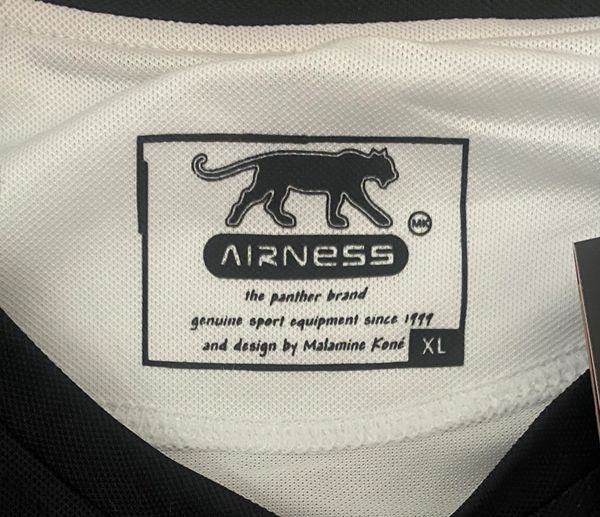 MK
AIRNESS
the panther brand
genuine sport equipment since 1999
and design by Malamine Koné
XL